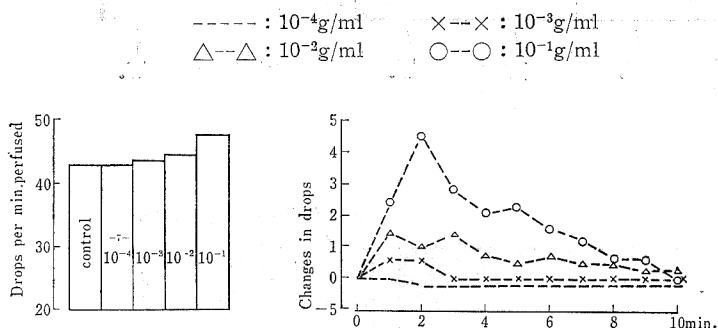 ------ : 10⁻⁴g/ml ×--× : 10⁻³g/ml
△--△ : 10⁻²g/ml ○--○ : 10⁻¹g/ml
Drops per min. perfused
50
40
30
20
control
10⁻⁴
10⁻³
10⁻²
10⁻¹
Changes in drops
5
4
3
2
1
0
−5
0 2 4 6 8 10min.